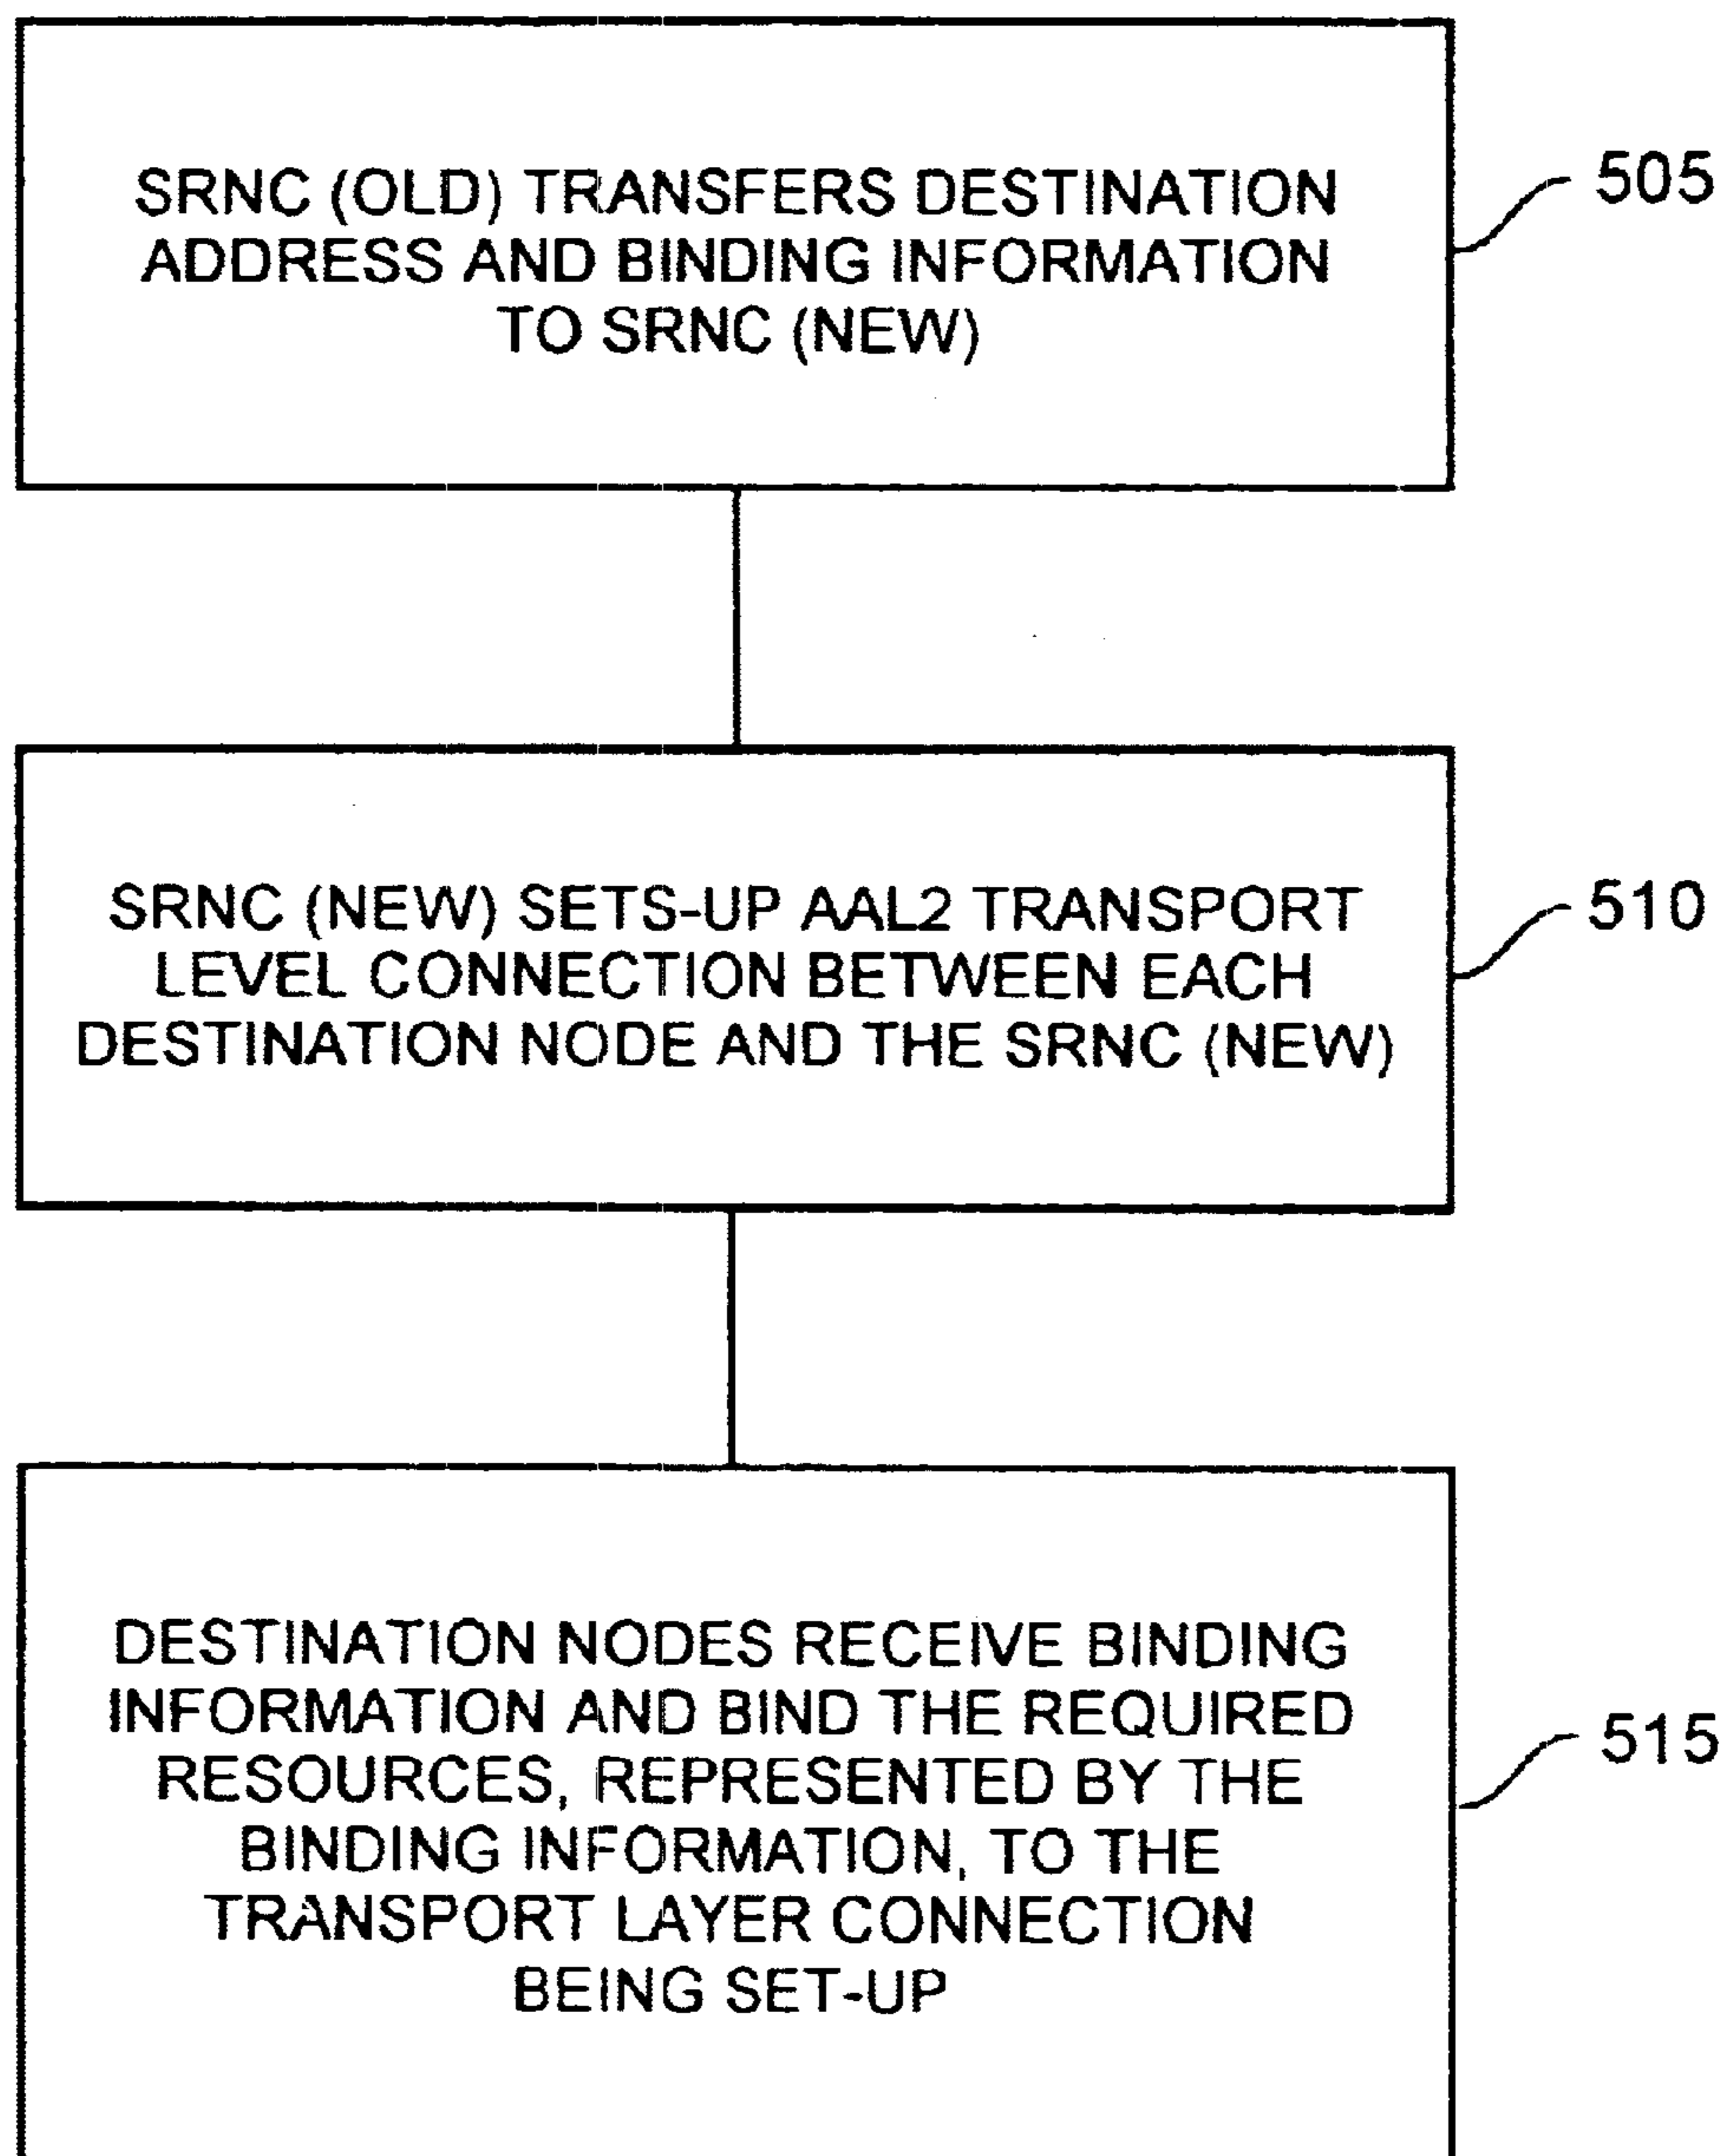 SRNC (OLD) TRANSFERS DESTINATION
ADDRESS AND BINDING INFORMATION
TO SRNC (NEW)
505
SRNC (NEW) SETS-UP AAL2 TRANSPORT
LEVEL CONNECTION BETWEEN EACH
DESTINATION NODE AND THE SRNC (NEW)
510
DESTINATION NODES RECEIVE BINDING
INFORMATION AND BIND THE REQUIRED
RESOURCES, REPRESENTED BY THE
BINDING INFORMATION, TO THE
TRANSPORT LAYER CONNECTION
BEING SET-UP
515